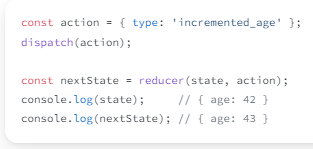 const action = { type: 'incremented_age' };
dispatch(action);
const nextState = reducer(state, action);
console.log(state);     // { age: 42 }
console.log(nextState); // { age: 43 }